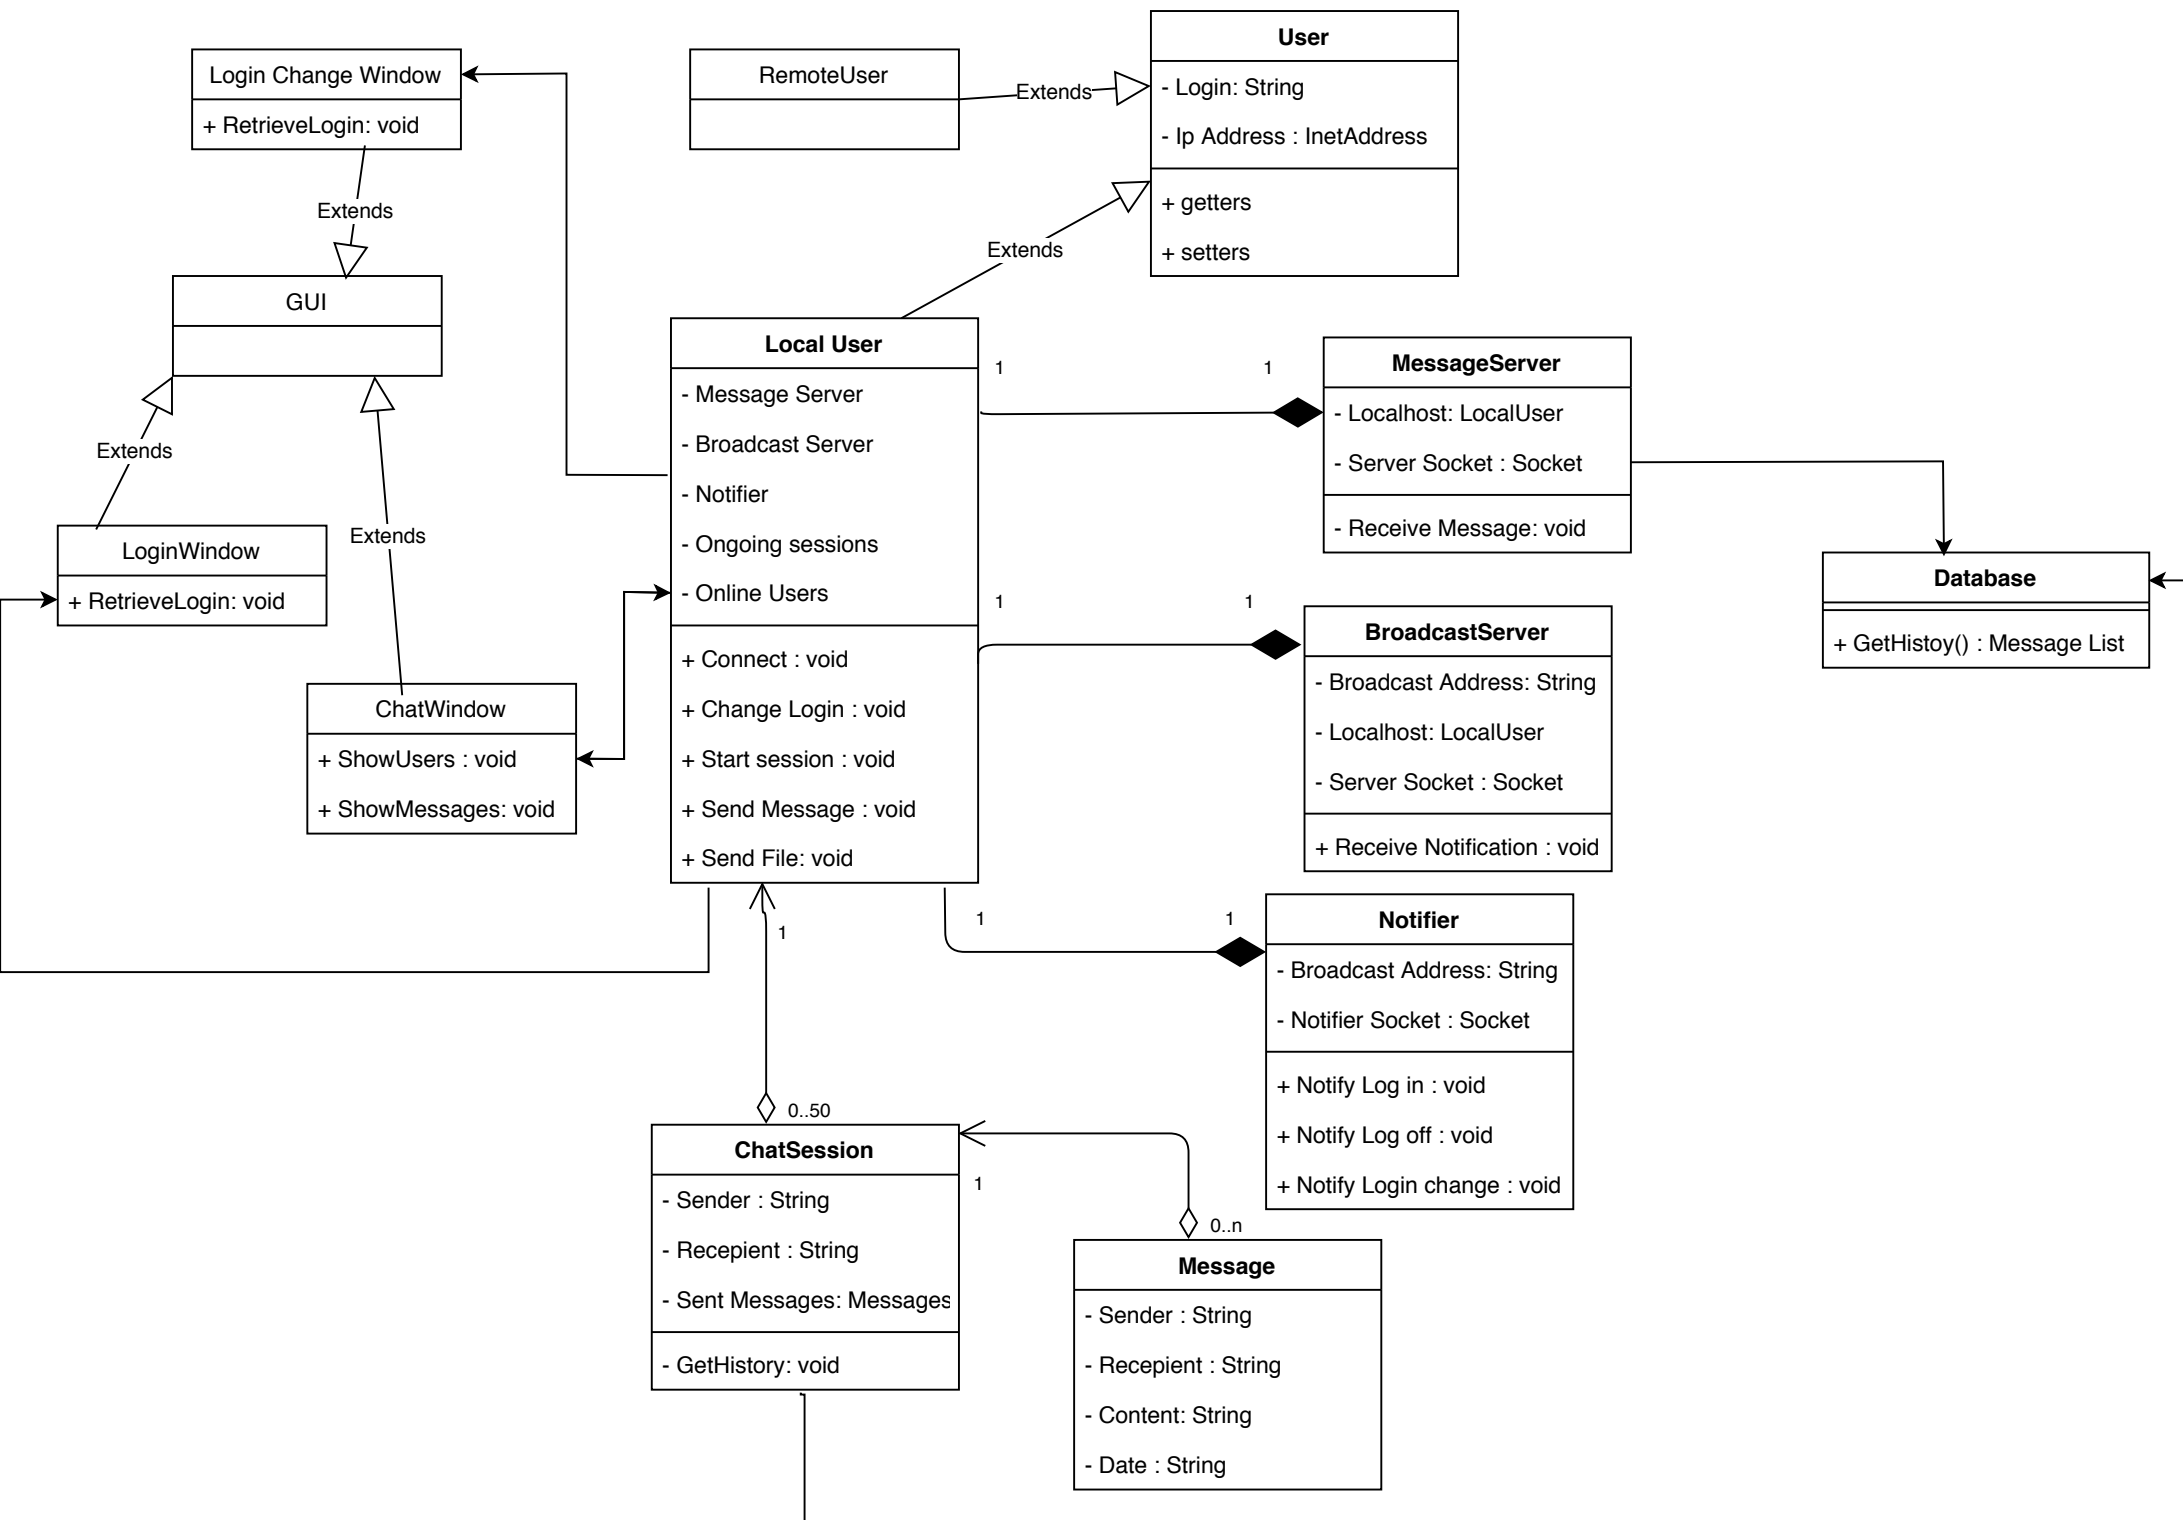 User
- Login: String
- Ip Address : InetAddress
+ getters
+ setters
RemoteUser
Extends
Extends
Login Change Window
+ RetrieveLogin: void
Extends
GUI
Extends
Extends
LoginWindow
+ RetrieveLogin: void
ChatWindow
+ ShowUsers : void
+ ShowMessages: void
Local User
- Message Server
- Broadcast Server
- Notifier
- Ongoing sessions
- Online Users
+ Connect : void
+ Change Login : void
+ Start session : void
+ Send Message : void
+ Send File: void
1
1
MessageServer
- Localhost: LocalUser
- Server Socket : Socket
- Receive Message: void
Database
+ GetHistoy() : Message List
1
1
BroadcastServer
- Broadcast Address: String
- Localhost: LocalUser
- Server Socket : Socket
+ Receive Notification : void
1
1
Notifier
- Broadcast Address: String
- Notifier Socket : Socket
+ Notify Log in : void
+ Notify Log off : void
+ Notify Login change : void
1
0..50
ChatSession
- Sender : String
- Recepient : String
- Sent Messages: Messages
- GetHistory: void
1
0..n
Message
- Sender : String
- Recepient : String
- Content: String
- Date : String